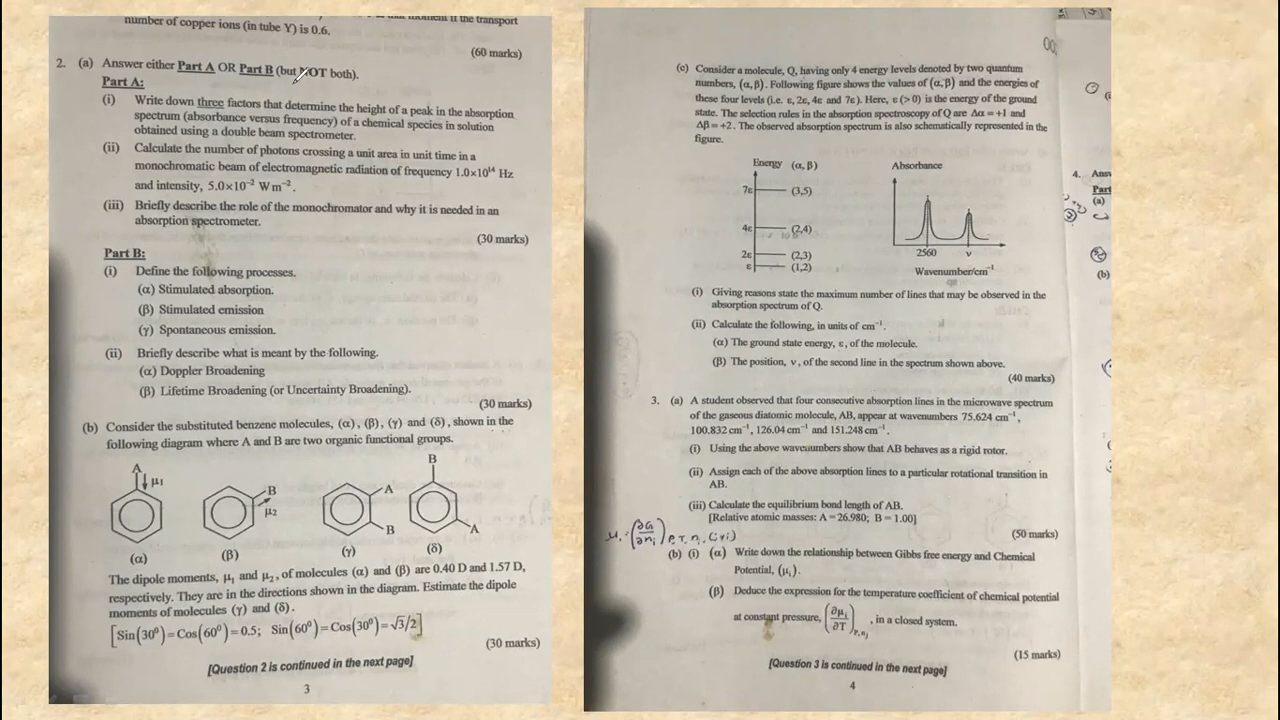 number of copper ions (in tube Y) is 0.6.
moment if the transport
(60 marks)
2. (a) Answer either Part A OR Part B (but NOT both).
Part A:
(i) Write down three factors that determine the height of a peak in the absorption
spectrum (absorbance versus frequency) of a chemical species in solution
obtained using a double beam spectrometer.
(ii) Calculate the number of photons crossing a unit area in unit time in a
monochromatic beam of electromagnetic radiation of frequency 1.0×10¹⁴ Hz
and intensity, 5.0×10⁻² W m⁻².
(iii) Briefly describe the role of the monochromator and why it is needed in an
absorption spectrometer.
(30 marks)
Part B:
(i) Define the following processes.
(α) Stimulated absorption.
(β) Stimulated emission
(γ) Spontaneous emission.
(ii) Briefly describe what is meant by the following.
(α) Doppler Broadening
(β) Lifetime Broadening (or Uncertainty Broadening).
(30 marks)
(b) Consider the substituted benzene molecules, (α), (β), (γ) and (δ), shown in the
following diagram where A and B are two organic functional groups.
A
μ₁
B
μ₂
A
B
B
A
(α)
(β)
(γ)
(δ)
The dipole moments, μ₁ and μ₂, of molecules (α) and (β) are 0.40 D and 1.57 D,
respectively. They are in the directions shown in the diagram. Estimate the dipole
moments of molecules (γ) and (δ).
[Sin(30⁰)=Cos(60⁰)=0.5; Sin(60⁰)=Cos(30⁰)=√3/2]
(30 marks)
[Question 2 is continued in the next page]
3
(c) Consider a molecule, Q, having only 4 energy levels denoted by two quantum
numbers, (α,β). Following figure shows the values of (α,β) and the energies of
these four levels (i.e. ε, 2ε, 4ε and 7ε). Here, ε (>0) is the energy of the ground
state. The selection rules in the absorption spectroscopy of Q are Δα=+1 and
Δβ=+2. The observed absorption spectrum is also schematically represented in the
figure.
Energy (α, β)
7ε (3,5)
4ε (2,4)
2ε (2,3)
ε (1,2)
Absorbance
2560 ν
Wavenumber/cm⁻¹
(i) Giving reasons state the maximum number of lines that may be observed in the
absorption spectrum of Q.
(ii) Calculate the following, in units of cm⁻¹.
(α) The ground state energy, ε, of the molecule.
(β) The position, ν, of the second line in the spectrum shown above.
(40 marks)
3. (a) A student observed that four consecutive absorption lines in the microwave spectrum
of the gaseous diatomic molecule, AB, appear at wavenumbers 75.624 cm⁻¹,
100.832 cm⁻¹, 126.04 cm⁻¹ and 151.248 cm⁻¹.
(i) Using the above wavenumbers show that AB behaves as a rigid rotor.
(ii) Assign each of the above absorption lines to a particular rotational transition in
AB.
(iii) Calculate the equilibrium bond length of AB.
[Relative atomic masses: A=26.980; B=1.00]
(50 marks)
(b) (i) (α) Write down the relationship between Gibbs free energy and Chemical
Potential, (μᵢ).
(β) Deduce the expression for the temperature coefficient of chemical potential
at constant pressure, (∂μᵢ/∂T)P,nⱼ, in a closed system.
(15 marks)
[Question 3 is continued in the next page]
4
4.
Part
(a)
(b)